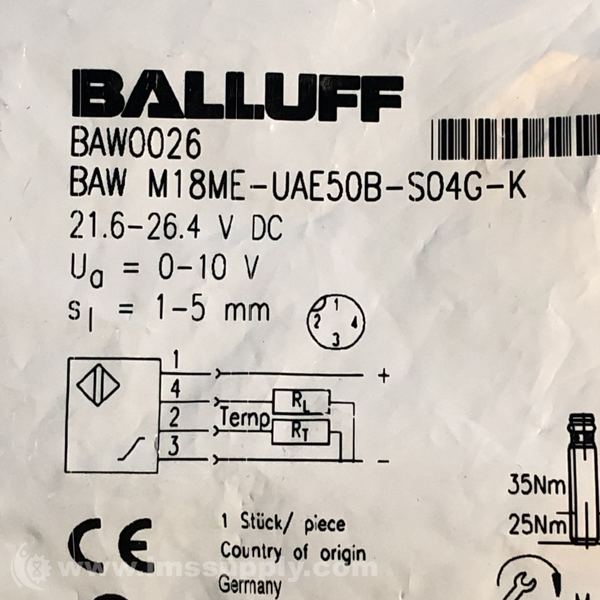 BALLUFF
BAW0026
BAW M18ME-UAE50B-S04G-K
21.6-26.4 V DC
Ua = 0-10 V
sl = 1-5 mm
1
2 4
3
1 +
4 RL
2 Temp RT
3 -
35Nm
25Nm
1 Stück/ piece
Country of origin
Germany
CE
www.imssupply.com